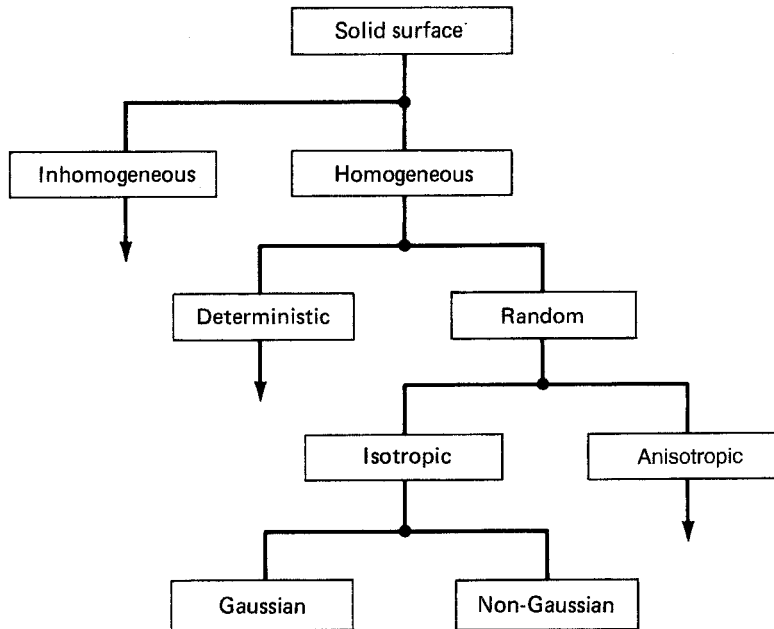 Solid surface
Inhomogeneous
Homogeneous
Deterministic
Random
Isotropic
Anisotropic
Gaussian
Non-Gaussian